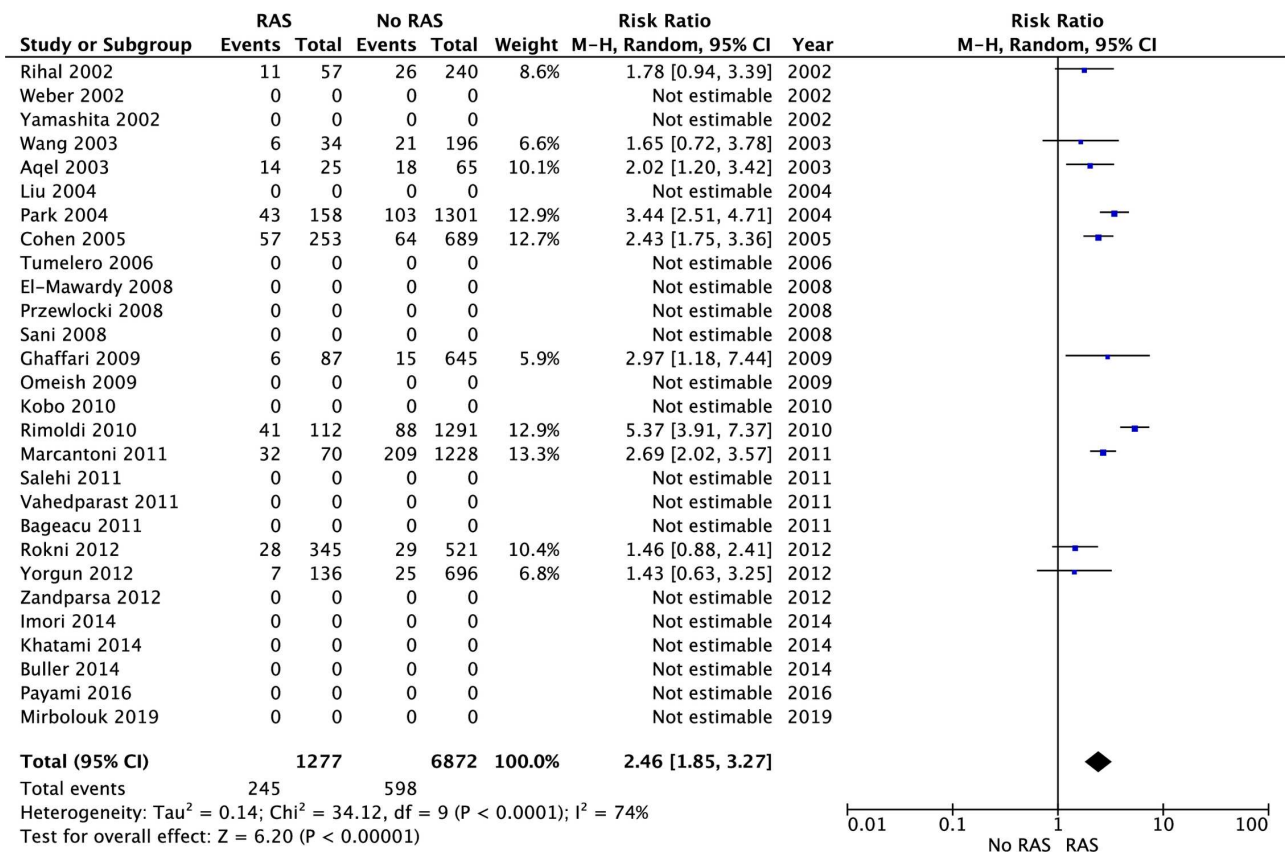 RAS No RAS Risk Ratio Risk Ratio
Study or Subgroup Events Total Events Total Weight M-H, Random, 95% CI Year M-H, Random, 95% CI
Rihal 2002 11 57 26 240 8.6% 1.78 [0.94, 3.39] 2002
Weber 2002 0 0 0 0 Not estimable 2002
Yamashita 2002 0 0 0 0 Not estimable 2002
Wang 2003 6 34 21 196 6.6% 1.65 [0.72, 3.78] 2003
Aqel 2003 14 25 18 65 10.1% 2.02 [1.20, 3.42] 2003
Liu 2004 0 0 0 0 Not estimable 2004
Park 2004 43 158 103 1301 12.9% 3.44 [2.51, 4.71] 2004
Cohen 2005 57 253 64 689 12.7% 2.43 [1.75, 3.36] 2005
Tumelero 2006 0 0 0 0 Not estimable 2006
El-Mawardy 2008 0 0 0 0 Not estimable 2008
Przewlocki 2008 0 0 0 0 Not estimable 2008
Sani 2008 0 0 0 0 Not estimable 2008
Ghaffari 2009 6 87 15 645 5.9% 2.97 [1.18, 7.44] 2009
Omeish 2009 0 0 0 0 Not estimable 2009
Kobo 2010 0 0 0 0 Not estimable 2010
Rimoldi 2010 41 112 88 1291 12.9% 5.37 [3.91, 7.37] 2010
Marcantoni 2011 32 70 209 1228 13.3% 2.69 [2.02, 3.57] 2011
Salehi 2011 0 0 0 0 Not estimable 2011
Vahedparast 2011 0 0 0 0 Not estimable 2011
Bageacu 2011 0 0 0 0 Not estimable 2011
Rokni 2012 28 345 29 521 10.4% 1.46 [0.88, 2.41] 2012
Yorgun 2012 7 136 25 696 6.8% 1.43 [0.63, 3.25] 2012
Zandparsa 2012 0 0 0 0 Not estimable 2012
Imori 2014 0 0 0 0 Not estimable 2014
Khatami 2014 0 0 0 0 Not estimable 2014
Buller 2014 0 0 0 0 Not estimable 2014
Payami 2016 0 0 0 0 Not estimable 2016
Mirbolouk 2019 0 0 0 0 Not estimable 2019
Total (95% CI) 1277 6872 100.0% 2.46 [1.85, 3.27]
Total events 245 598
Heterogeneity: Tau² = 0.14; Chi² = 34.12, df = 9 (P < 0.0001); I² = 74%
Test for overall effect: Z = 6.20 (P < 0.00001)
0.01 0.1 1 10 100
No RAS RAS